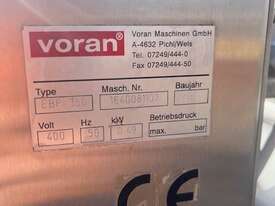 voran®
Voran Maschinen GmbH
A-4632 Pichl/Wels
Tel. 07249/444-0
Fax 07249/444-50
Type Masch. Nr. Baujahr
Volt Hz kW Betriebsdruck
400 50 max. bar
CE